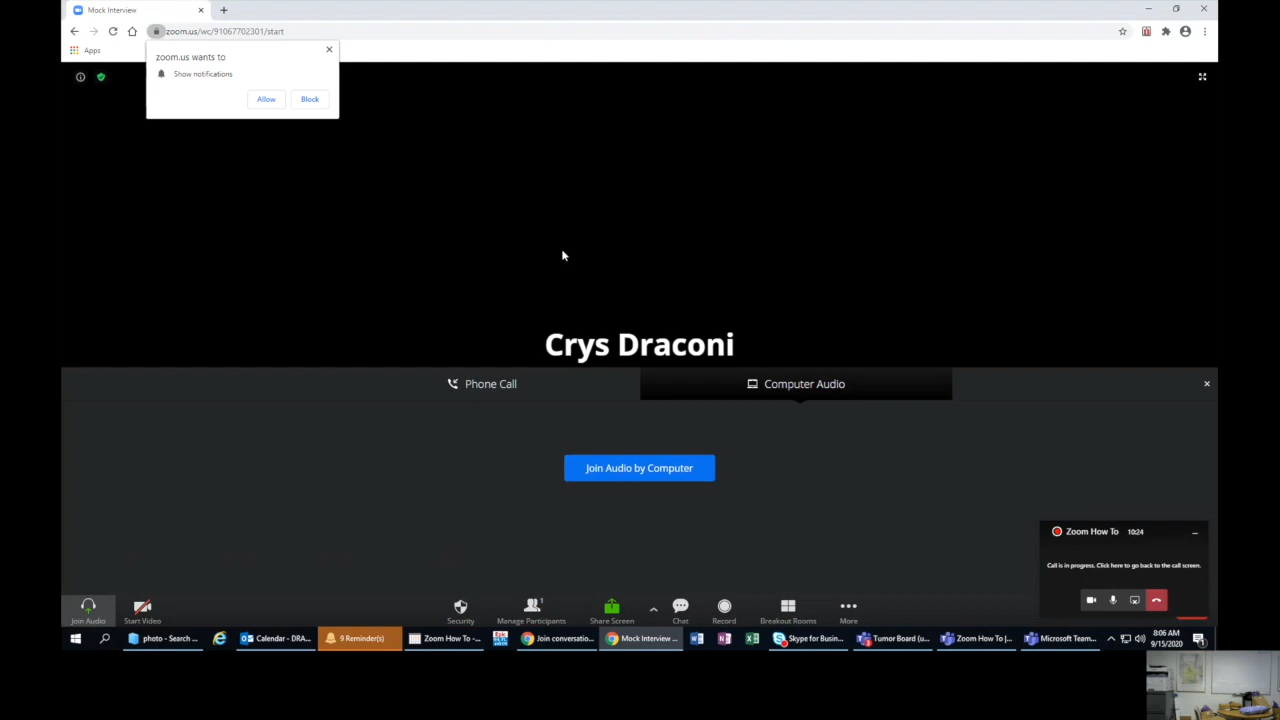 Mock Interview
zoom.us/wc/91067702301/start
Apps
zoom.us wants to
Show notifications
Allow Block
Crys Draconi
Phone Call
Computer Audio
Join Audio by Computer
Zoom How To 10:24
Call is in progress. Click here to go back to the call screen.
Join Audio
Start Video
Security
Manage Participants 1
Share Screen
Chat
Record
Breakout Rooms
More
photo - Search ...
Calendar - DRA...
9 Reminder(s)
Zoom How To -...
Epic
Join conversatio...
Mock Interview ...
Skype for Busin...
Tumor Board (u...
Zoom How To |...
Microsoft Team...
8:06 AM
9/15/2020